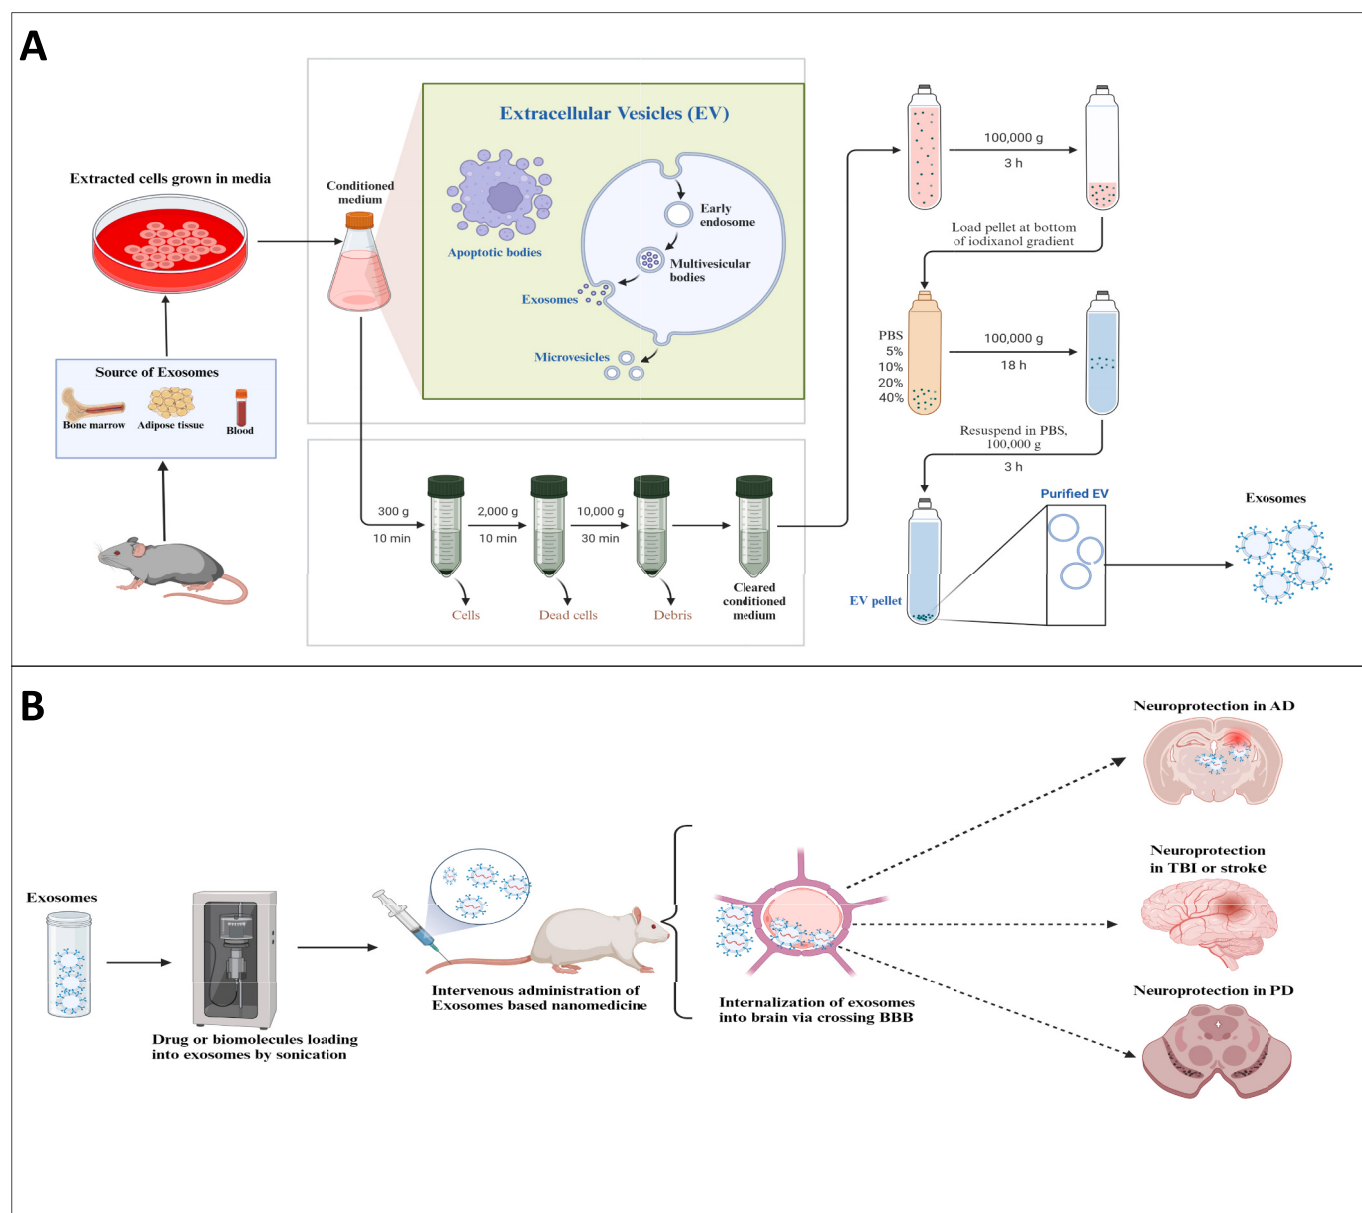 A
Extracellular Vesicles (EV)
Extracted cells grown in media
Conditioned
medium
Apoptotic bodies
Early
endosome
Multivesicular
bodies
Exosomes
Microvesicles
Source of Exosomes
Bone marrow
Adipose tissue
Blood
300 g
10 min
2,000 g
10 min
10,000 g
30 min
Cells
Dead cells
Debris
Cleared
conditioned
medium
100,000 g
3 h
Load pellet at bottom
of iodixanol gradient
PBS
5%
10%
20%
40%
100,000 g
18 h
Resuspend in PBS,
100,000 g
3 h
EV pellet
Purified EV
Exosomes
B
Exosomes
Drug or biomolecules loading
into exosomes by sonication
Intervenous administration of
Exosomes based nanomedicine
Internalization of exosomes
into brain via crossing BBB
Neuroprotection in AD
Neuroprotection
in TBI or stroke
Neuroprotection in PD